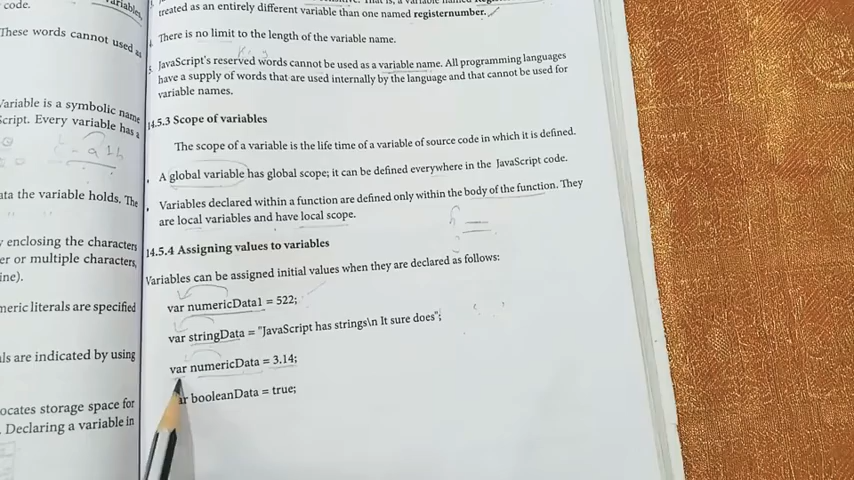 code.
variables,
These words cannot used as
Variable is a symbolic name
Script. Every variable has a
ata the variable holds. The
y enclosing the characters
er or multiple characters,
ine).
meric literals are specified
als are indicated by using
ocates storage space for
. Declaring a variable in
treated as an entirely different variable than one named registernumber.
4. There is no limit to the length of the variable name.
5. JavaScript's reserved words cannot be used as a variable name. All programming languages
have a supply of words that are used internally by the language and that cannot be used for
variable names.
14.5.3 Scope of variables
The scope of a variable is the life time of a variable of source code in which it is defined.
• A global variable has global scope; it can be defined everywhere in the JavaScript code.
• Variables declared within a function are defined only within the body of the function. They
are local variables and have local scope.
14.5.4 Assigning values to variables
Variables can be assigned initial values when they are declared as follows:
var numericData1 = 522;
var stringData = "JavaScript has strings\n It sure does";
var numericData = 3.14;
ar booleanData = true;